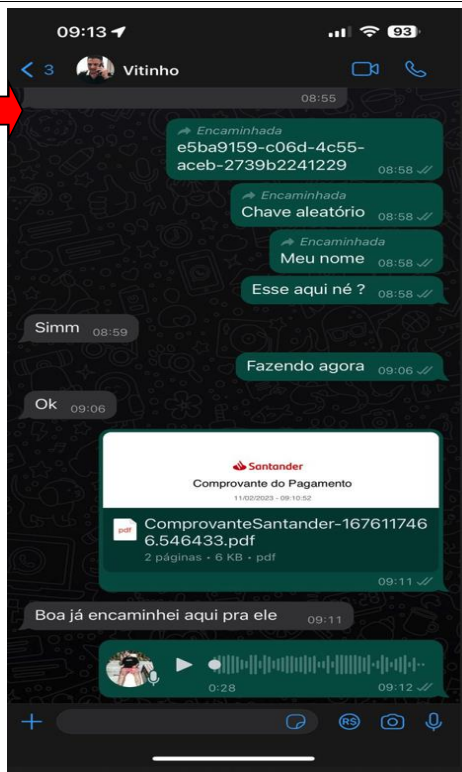 09:13
93
3
Vitinho
08:55
Encaminhada
e5ba9159-c06d-4c55-
aceb-2739b2241229 08:58
Encaminhada
Chave aleatório 08:58
Encaminhada
Meu nome 08:58
Esse aqui né ? 08:58
Simm 08:59
Fazendo agora 09:06
Ok 09:06
Santander
Comprovante do Pagamento
11/02/2023 - 09:10:52
pdf
ComprovanteSantander-167611746
6.546433.pdf
2 páginas • 6 KB • pdf
09:11
Boa já encaminhei aqui pra ele 09:11
0:28 09:12
R$